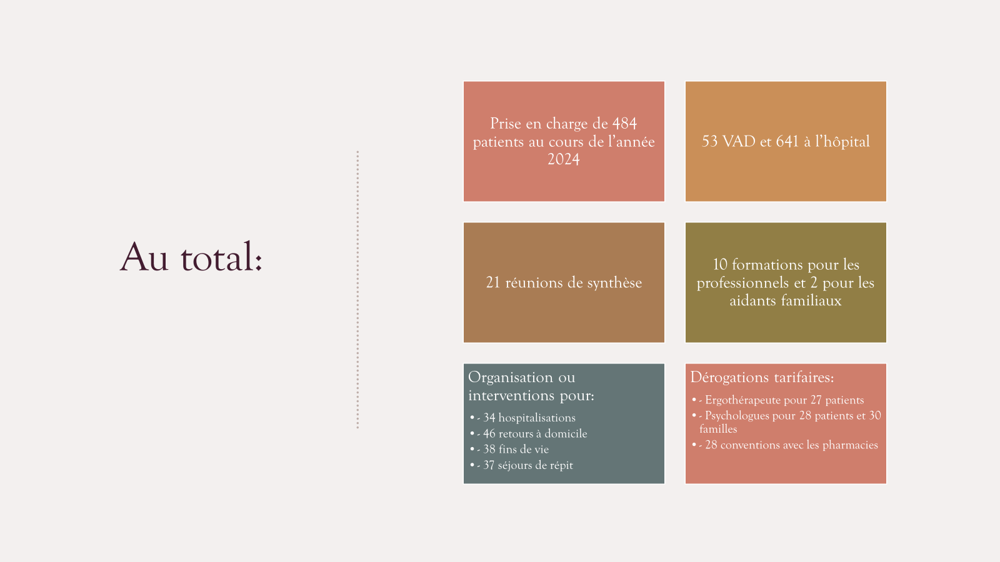 Au total:
Prise en charge de 484
patients au cours de l’année
2024
53 VAD et 641 à l’hôpital
21 réunions de synthèse
10 formations pour les
professionnels et 2 pour les
aidants familiaux
Organisation ou
interventions pour:
• - 34 hospitalisations
• - 46 retours à domicile
• - 38 fins de vie
• - 37 séjours de répit
Dérogations tarifaires:
• - Ergothérapeute pour 27 patients
• - Psychologues pour 28 patients et 30
familles
• - 28 conventions avec les pharmacies